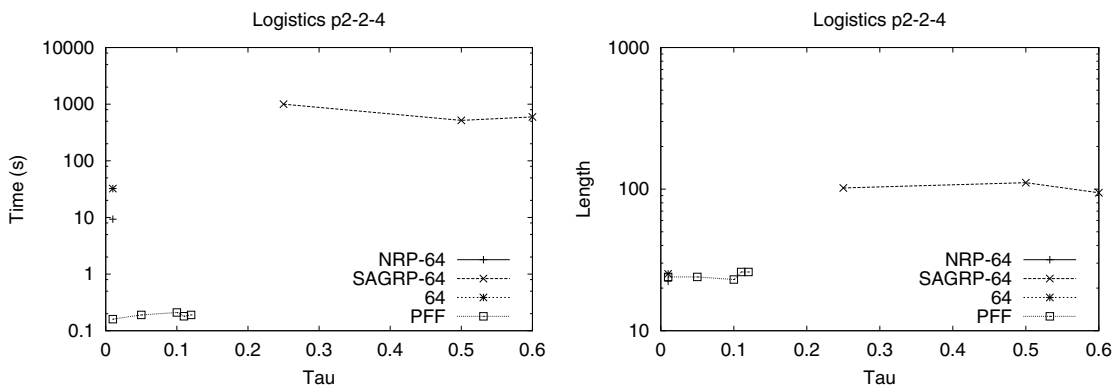 Logistics p2-2-4
10000
1000
100
10
1
0.1
Time (s)
0 0.1 0.2 0.3 0.4 0.5 0.6
Tau
NRP-64
SAGRP-64
64
PFF
Logistics p2-2-4
1000
100
10
Length
0 0.1 0.2 0.3 0.4 0.5 0.6
Tau
NRP-64
SAGRP-64
64
PFF